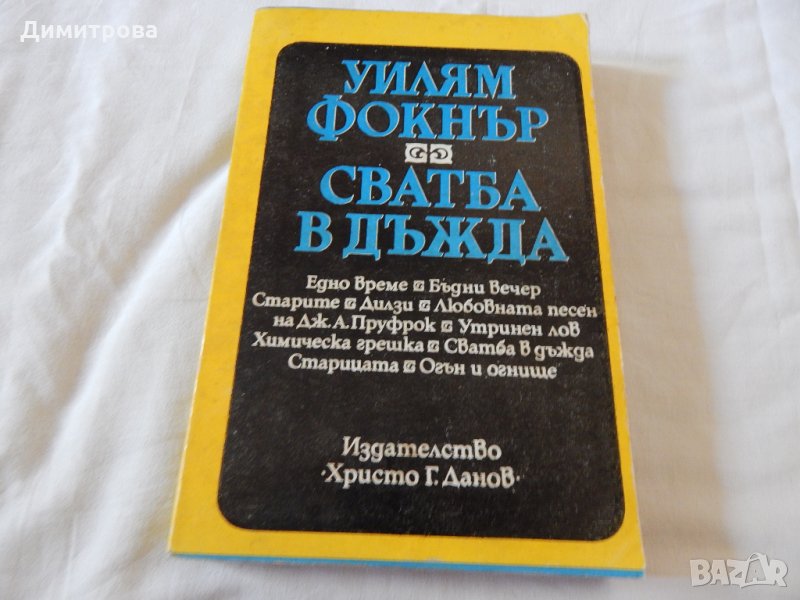 Димитрова
УИЛЯМ
ФОКНЪР
СВАТБА
В ДЪЖДА
Едно време Бъдни вечер
Старите Дилзи Любовната песен
на Дж. А. Пруфрок Утринен лов
Химическа грешка Сватба в дъжда
Старицата Огън и огнище
Издателство
·Христо Г. Данов·
BAZAR